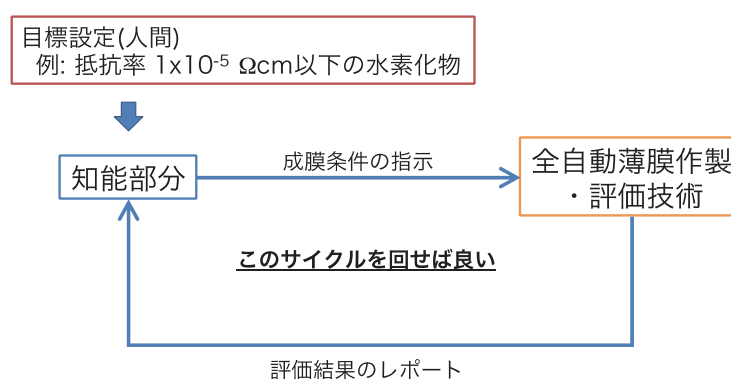 目標設定(人間)
例: 抵抗率 1x10-5 Ωcm以下の水素化物
知能部分
成膜条件の指示
全自動薄膜作製
・評価技術
このサイクルを回せば良い
評価結果のレポート